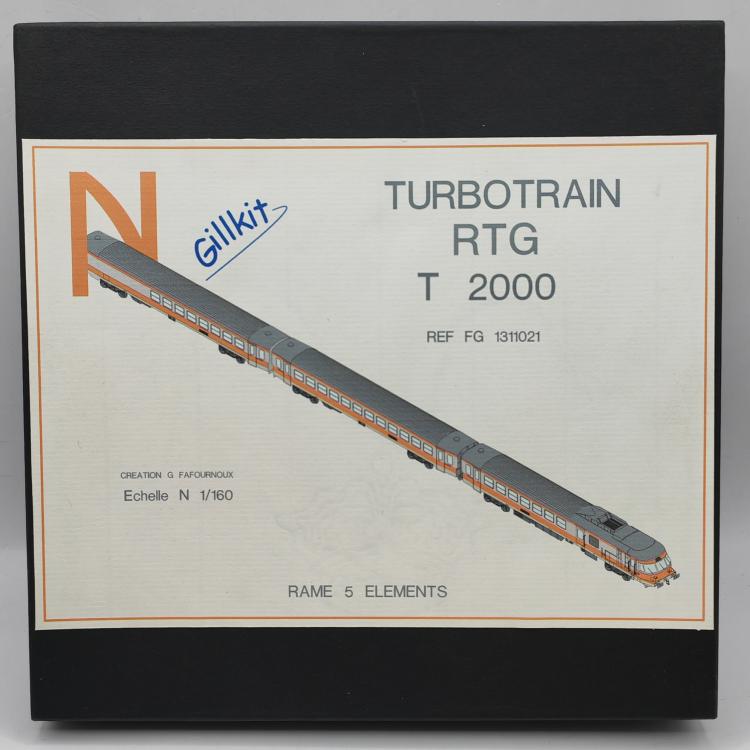 N
Gillkit
TURBOTRAIN
RTG
T 2000
REF FG 1311021
CREATION G FAFOURNOUX
Echelle N 1/160
RAME 5 ELEMENTS